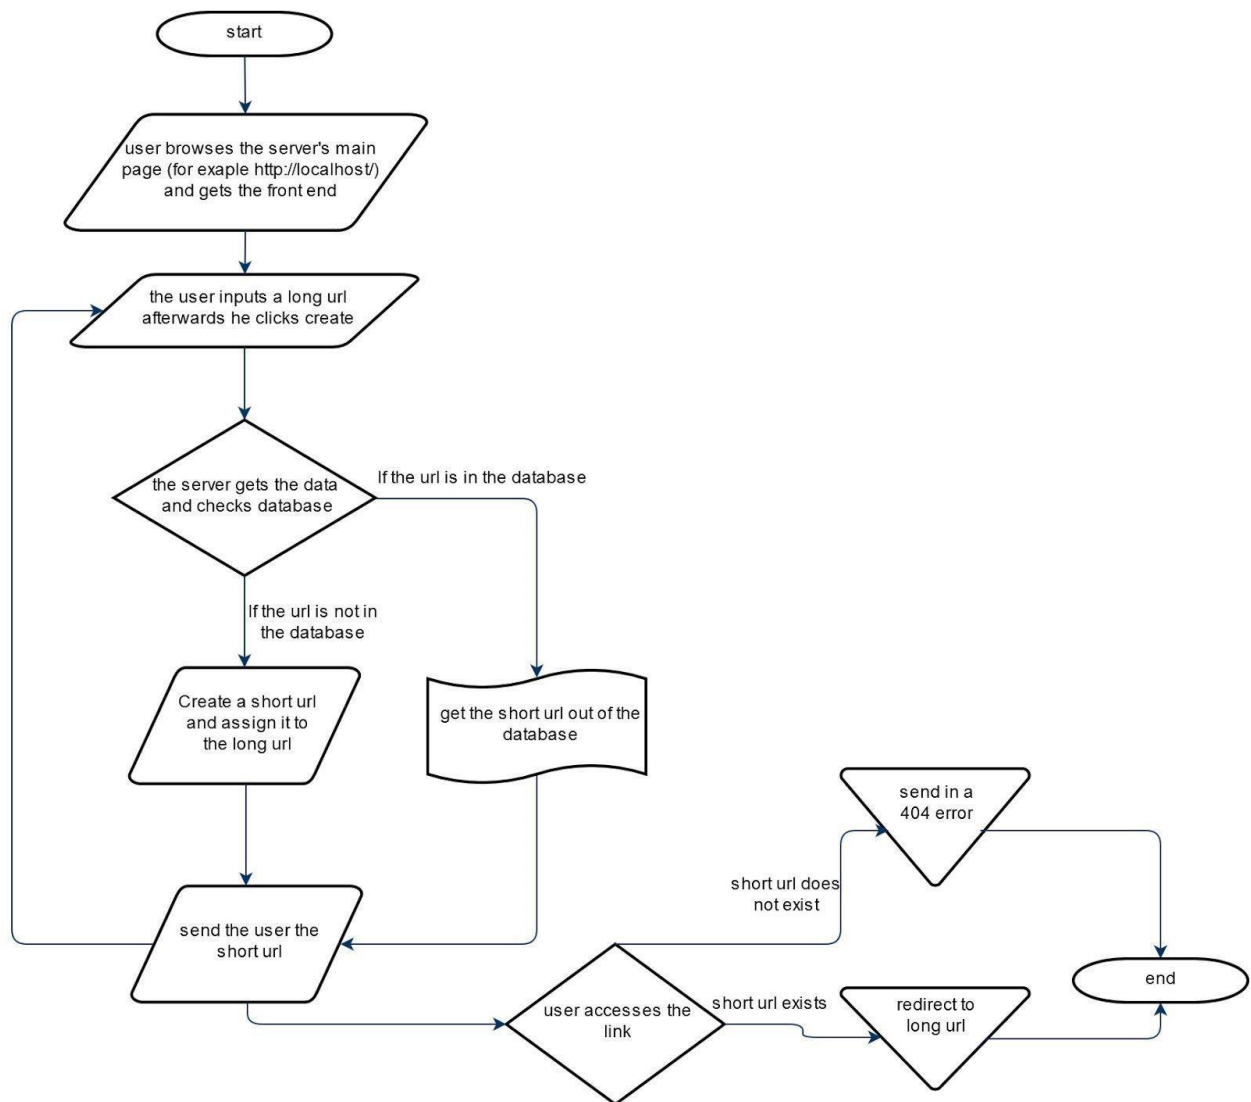 start
user browses the server's main
page (for exaple http://localhost/)
and gets the front end
the user inputs a long url
afterwards he clicks create
the server gets the data
and checks database
If the url is in the database
If the url is not in
the database
Create a short url
and assign it to
the long url
get the short url out of the
database
send the user the
short url
send in a
404 error
short url does
not exist
user accesses the
link
short url exists
redirect to
long url
end